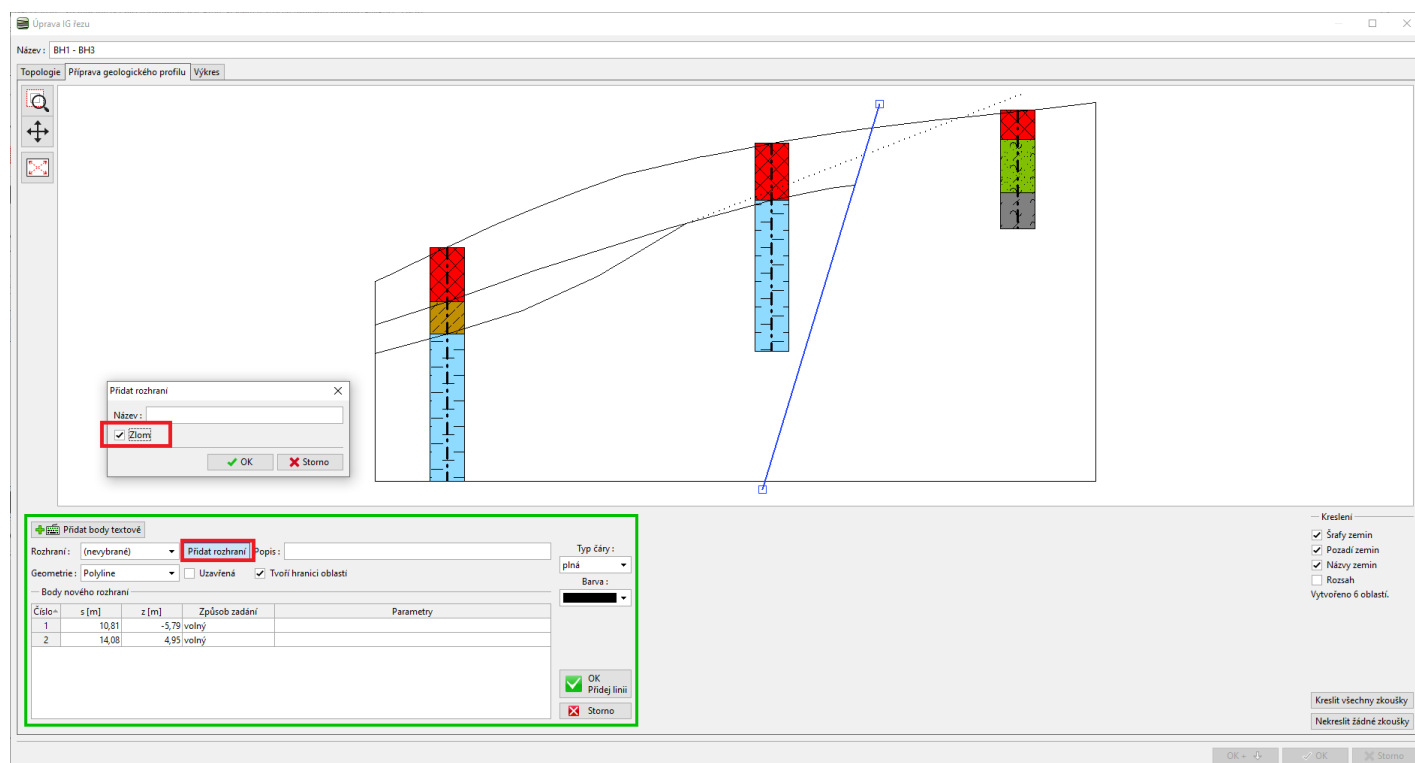 Úprava IG řezu
Název : BH1 - BH3
Topologie Příprava geologického profilu Výkres
Přidat rozhraní
Název :
Zlom
OK Storno
Přidat body textově
Rozhraní : (nevybrané) Přidat rozhraní Popis :
Geometrie : Polyline Uzavřená Tvoří hranici oblasti
Body nového rozhraní
Číslo s [m] z [m] Způsob zadání Parametry
1 10,81 -5,79 volný
2 14,08 4,95 volný
Typ čáry :
plná
Barva :
OK
Přidej linii
Storno
Kreslení
Šrafy zemin
Pozadí zemin
Názvy zemin
Rozsah
Vytvořeno 6 oblastí.
Kreslit všechny zkoušky
Nekreslit žádné zkoušky
OK + OK Storno